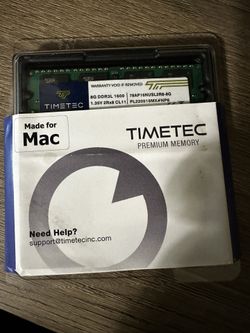 WARRANTY VOID IF REMOVED
TIMETEC
8G DDR3L 1600
1.35V 2Rx8 CL11
Made for
Mac
TIMETEC
PREMIUM MEMORY
Need Help?
support@timetecinc.com